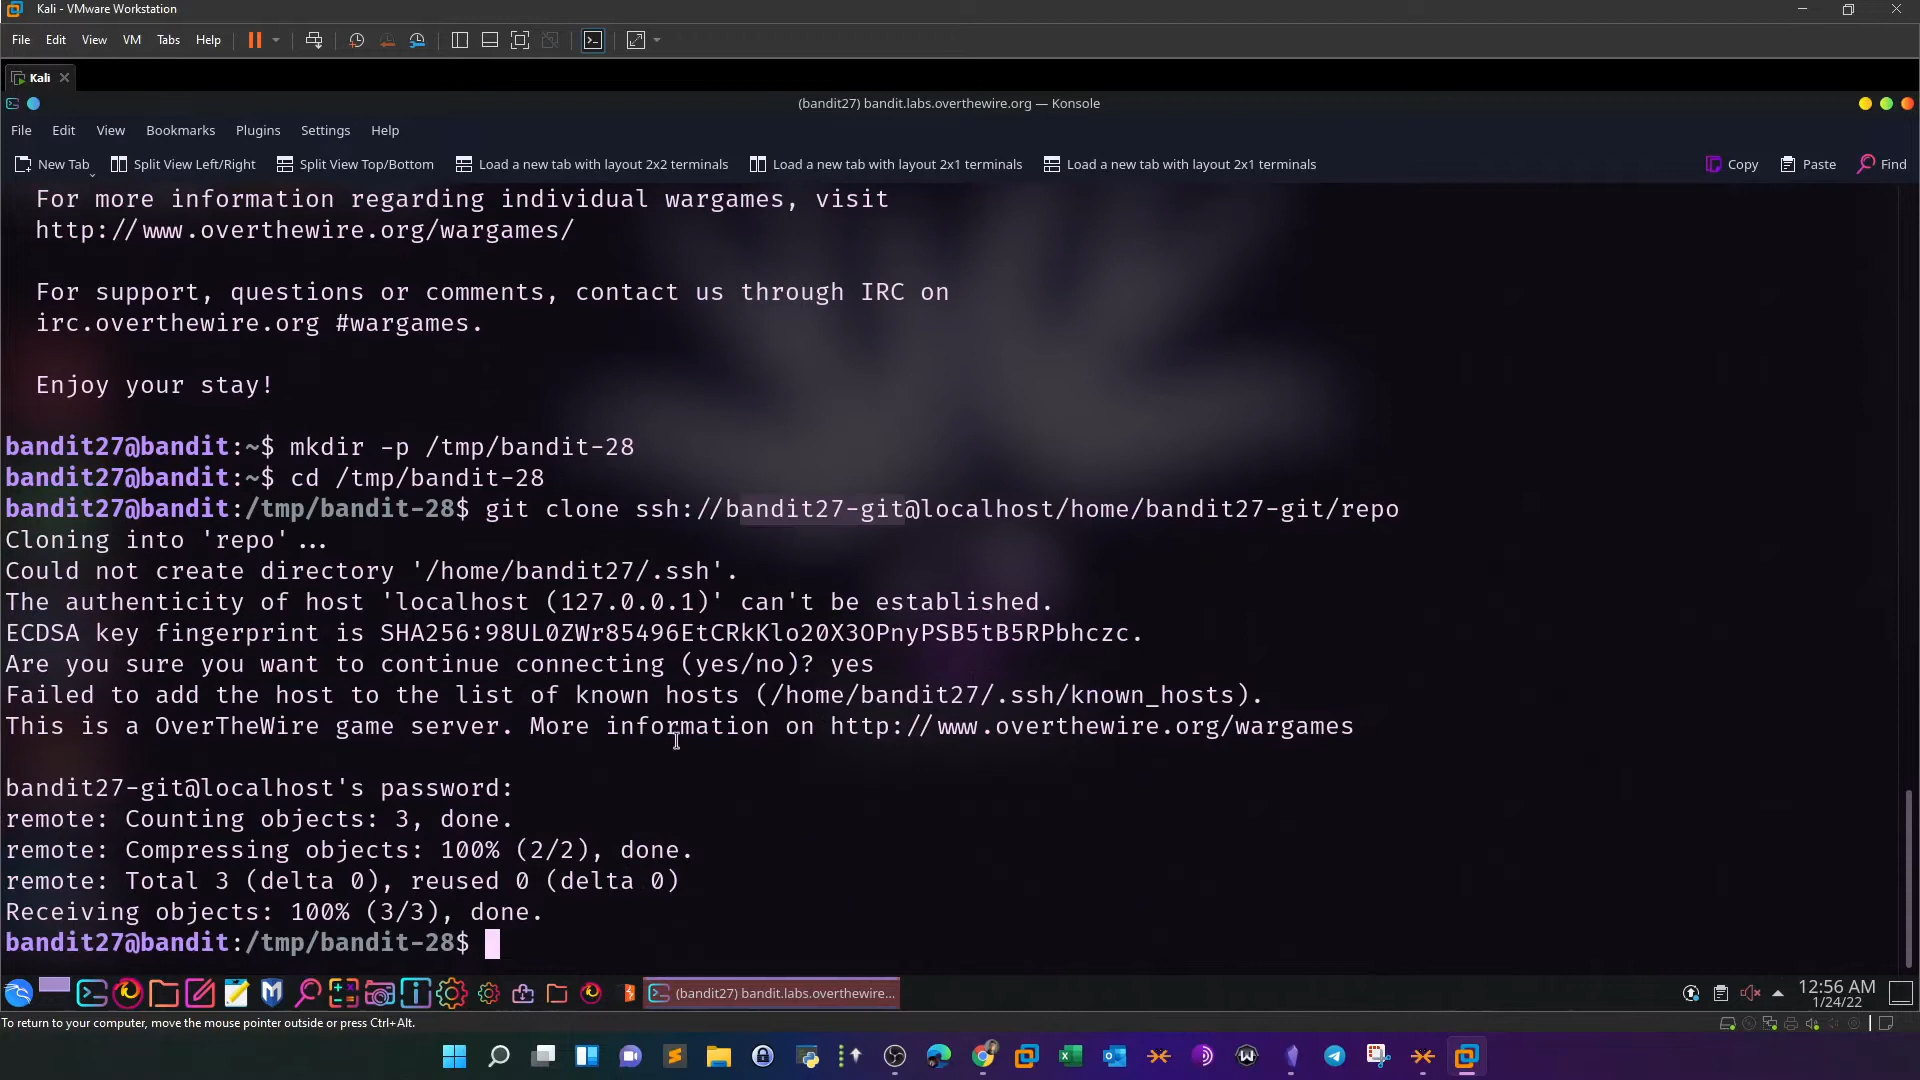 Kali - VMware Workstation
File Edit View VM Tabs Help
Kali
(bandit27) bandit.labs.overthewire.org — Konsole
File Edit View Bookmarks Plugins Settings Help
New Tab Split View Left/Right Split View Top/Bottom Load a new tab with layout 2x2 terminals Load a new tab with layout 2x1 terminals Load a new tab with layout 2x1 terminals Copy Paste Find
For more information regarding individual wargames, visit
http://www.overthewire.org/wargames/
For support, questions or comments, contact us through IRC on
irc.overthewire.org #wargames.
Enjoy your stay!
bandit27@bandit:~$ mkdir -p /tmp/bandit-28
bandit27@bandit:~$ cd /tmp/bandit-28
bandit27@bandit:/tmp/bandit-28$ git clone ssh://bandit27-git@localhost/home/bandit27-git/repo
Cloning into 'repo'...
Could not create directory '/home/bandit27/.ssh'.
The authenticity of host 'localhost (127.0.0.1)' can't be established.
ECDSA key fingerprint is SHA256:98UL0ZWr85496EtCRkKlo20X3OPnyPSB5tB5RPbhczc.
Are you sure you want to continue connecting (yes/no)? yes
Failed to add the host to the list of known hosts (/home/bandit27/.ssh/known_hosts).
This is a OverTheWire game server. More information on http://www.overthewire.org/wargames
bandit27-git@localhost's password:
remote: Counting objects: 3, done.
remote: Compressing objects: 100% (2/2), done.
remote: Total 3 (delta 0), reused 0 (delta 0)
Receiving objects: 100% (3/3), done.
bandit27@bandit:/tmp/bandit-28$
(bandit27) bandit.labs.overthewire... 12:56 AM
1/24/22
To return to your computer, move the mouse pointer outside or press Ctrl+Alt.